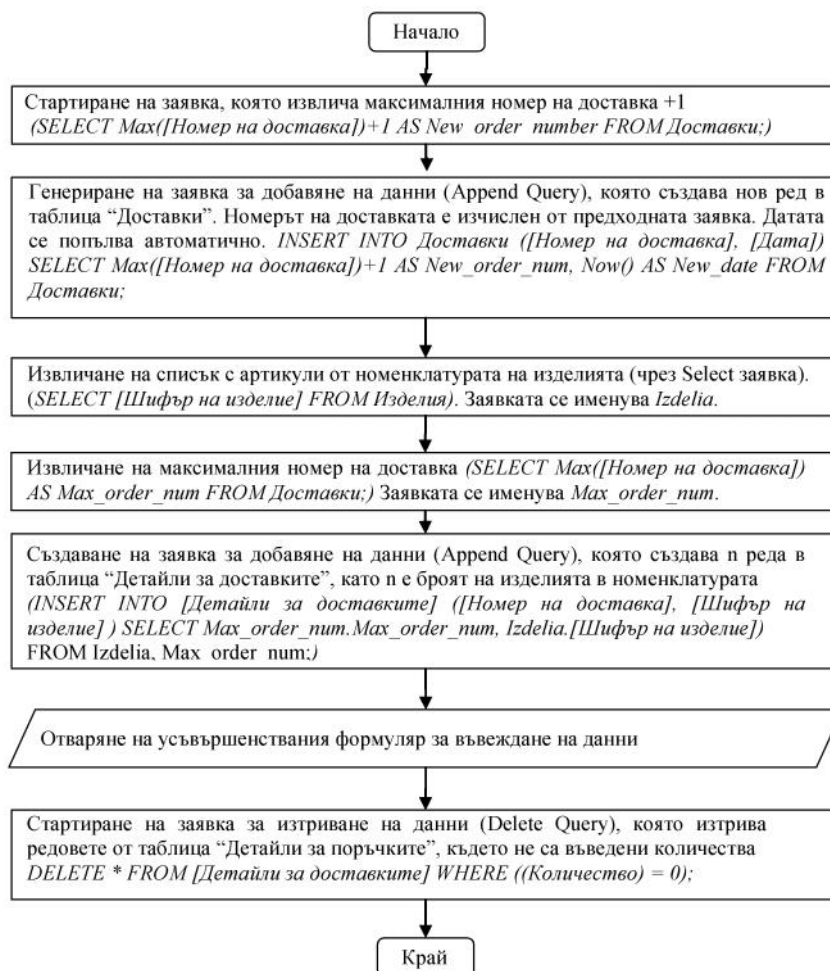 Начало
Стартиране на заявка, която извлича максималния номер на доставка +1
(SELECT Max([Номер на доставка])+1 AS New_order_number FROM Доставки;)
Генериране на заявка за добавяне на данни (Append Query), която създава нов ред в
таблица “Доставки”. Номерът на доставката е изчислен от предходната заявка. Датата
се попълва автоматично. INSERT INTO Доставки ([Номер на доставка], [Дата])
SELECT Max([Номер на доставка])+1 AS New_order_num, Now() AS New_date FROM
Доставки;
Извличане на списък с артикули от номенклатурата на изделията (чрез Select заявка).
(SELECT [Шифър на изделие] FROM Изделия). Заявката се именува Izdelia.
Извличане на максималния номер на доставка (SELECT Max([Номер на доставка])
AS Max_order_num FROM Доставки;) Заявката се именува Max_order_num.
Създаване на заявка за добавяне на данни (Append Query), която създава n реда в
таблица “Детайли за доставките”, като n е броят на изделията в номенклатурата
(INSERT INTO [Детайли за доставките] ([Номер на доставка], [Шифър на
изделие] ) SELECT Max_order_num.Max_order_num, Izdelia.[Шифър на изделие])
FROM Izdelia, Max_order_num;)
Отваряне на усъвършенствания формуляр за въвеждане на данни
Стартиране на заявка за изтриване на данни (Delete Query), която изтрива
редовете от таблица “Детайли за поръчките”, където не са въведени количества
DELETE * FROM [Детайли за доставките] WHERE ((Количество) = 0);
Край